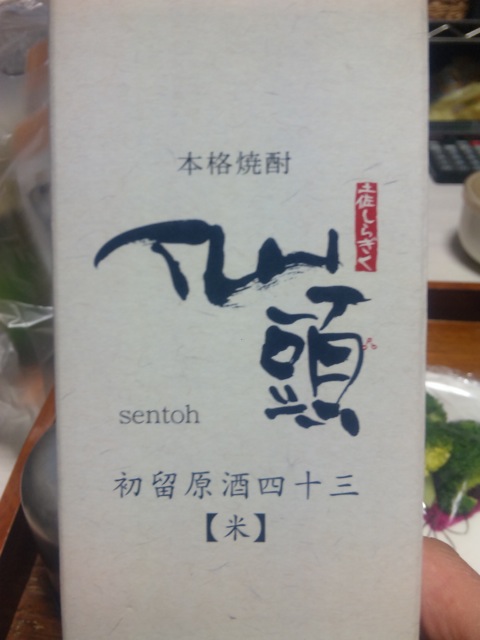 本格焼酎
土佐しらぎく
仙頭
sentoh
初留原酒四十三
【米】